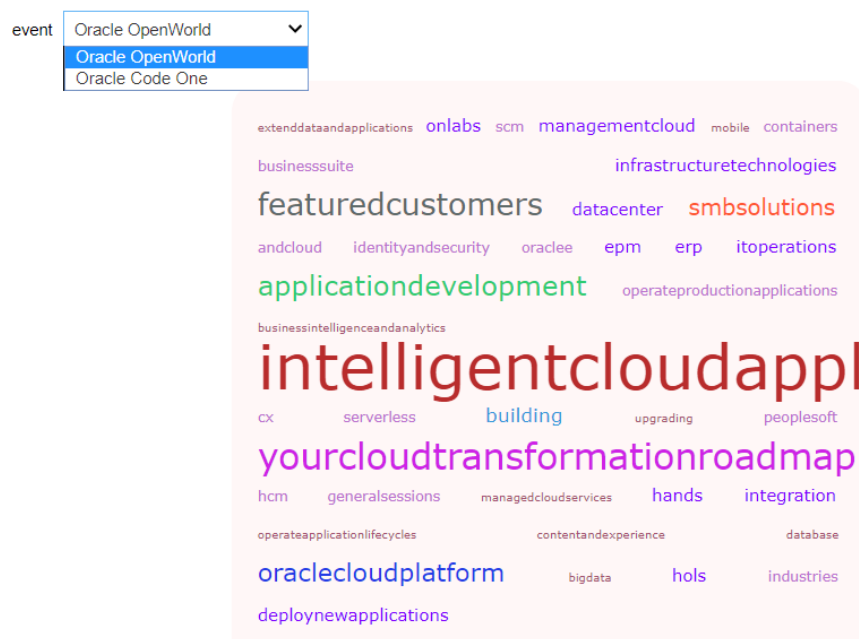 event Oracle OpenWorld
Oracle OpenWorld
Oracle Code One
extenddataandapplications onlabs scm managementcloud mobile containers
businesssuite infrastructuretechnologies
featuredcustomers datacenter smbsolutions
andcloud identityandsecurity oraclee epm erp itoperations
applicationdevelopment operateproductionapplications
businessintelligenceandanalytics
intelligentcloudappl
cx serverless building upgrading peoplesoft
yourcloudtransformationroadmap
hcm generalsessions managedcloudservices hands integration
operateapplicationlifecycles contentandexperience database
oraclecloudplatform bigdata hols industries
deploynewapplications